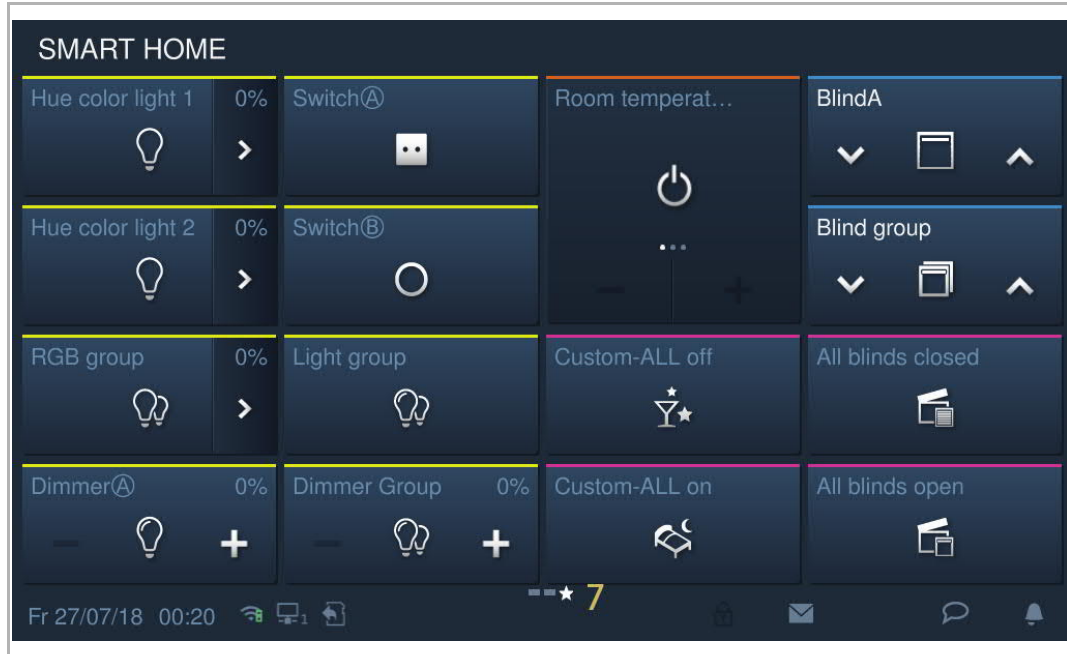 SMART HOME
Hue color light 1 0% SwitchⒶ Room temperat... BlindA
Hue color light 2 0% SwitchⒷ Blind group
RGB group 0% Light group Custom-ALL off All blinds closed
DimmerⒶ 0% Dimmer Group 0% Custom-ALL on All blinds open
7
Fr 27/07/18 00:20 1